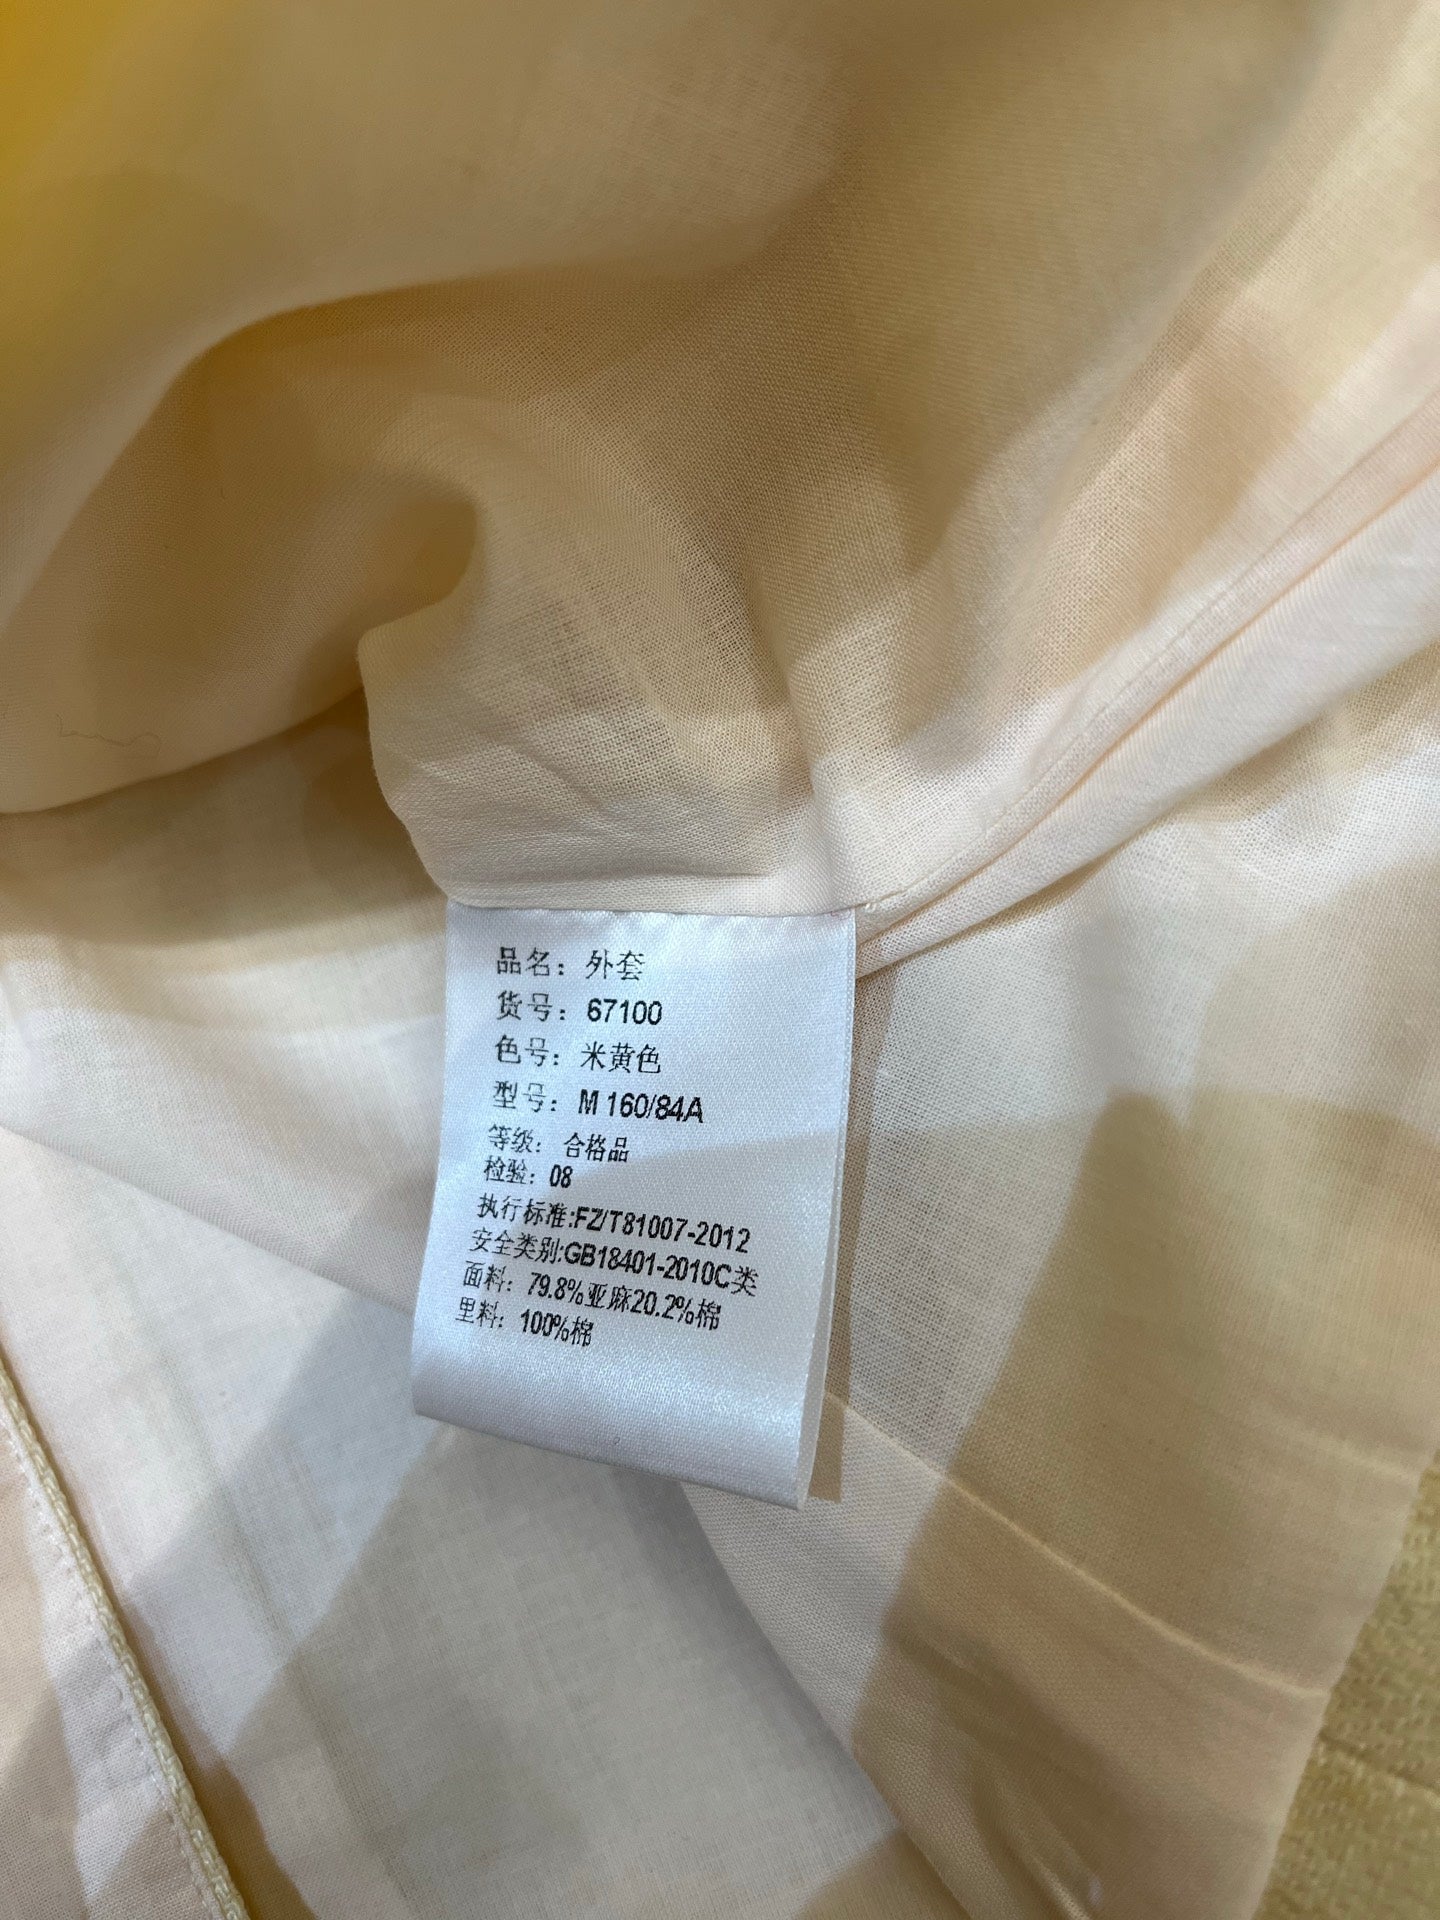 品名：外套
货号：67100
色号：米黄色
型号：M 160/84A
等级：合格品
检验：08
执行标准:FZ/T81007-2012
安全类别:GB18401-2010C类
面料：79.8%亚麻20.2%棉
里料：100%棉